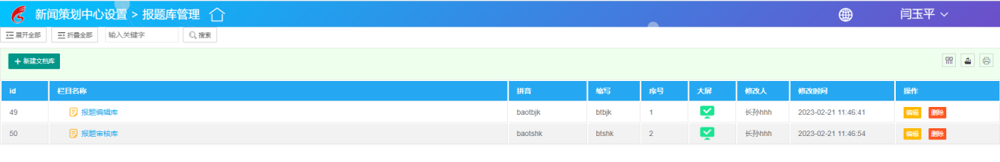 新闻策划中心设置 > 报题库管理 闫玉平
展开全部 折叠全部 输入关键字 搜索
+ 新建文档库
id 栏目名称 拼音 缩写 序号 大屏 修改人 修改时间 操作
49 报题编辑库 baotbjk btbjk 1 长孙hhh 2023-02-21 11:46:41 编辑 删除
50 报题审核库 baotshk btshk 2 长孙hhh 2023-02-21 11:46:54 编辑 删除